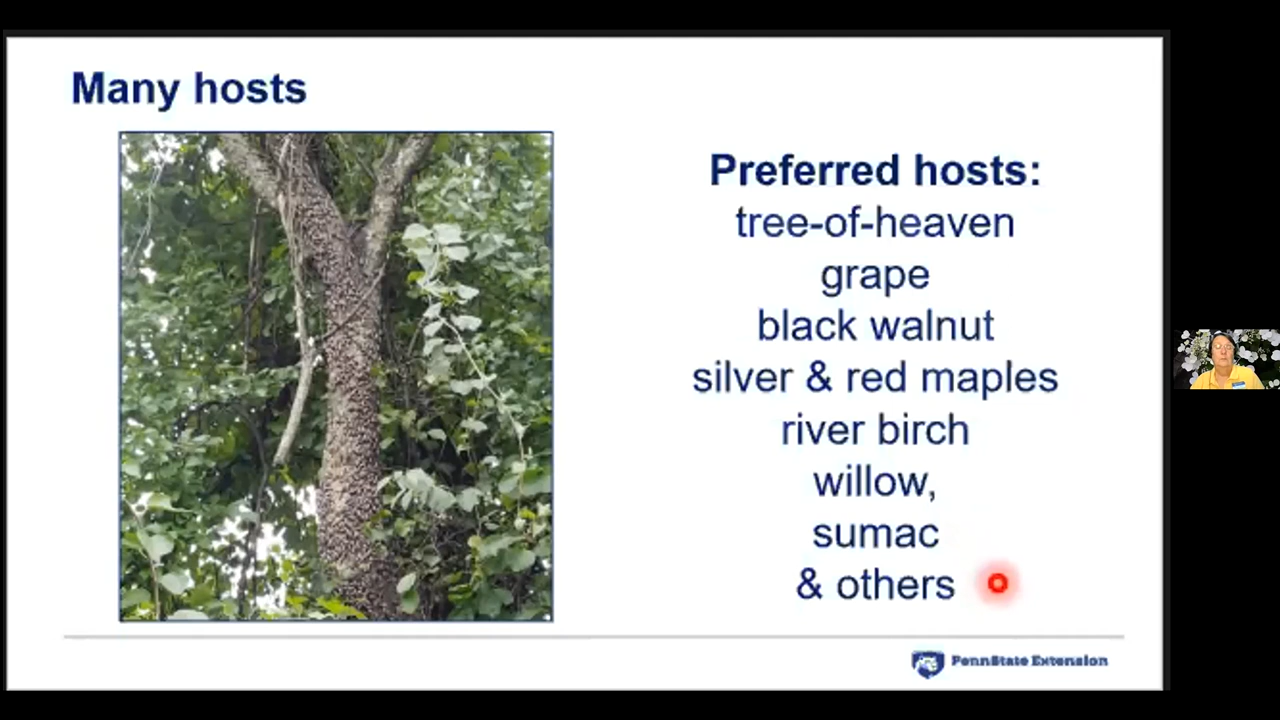 Many hosts
Preferred hosts:
tree-of-heaven
grape
black walnut
silver & red maples
river birch
willow,
sumac
& others
PennState Extension